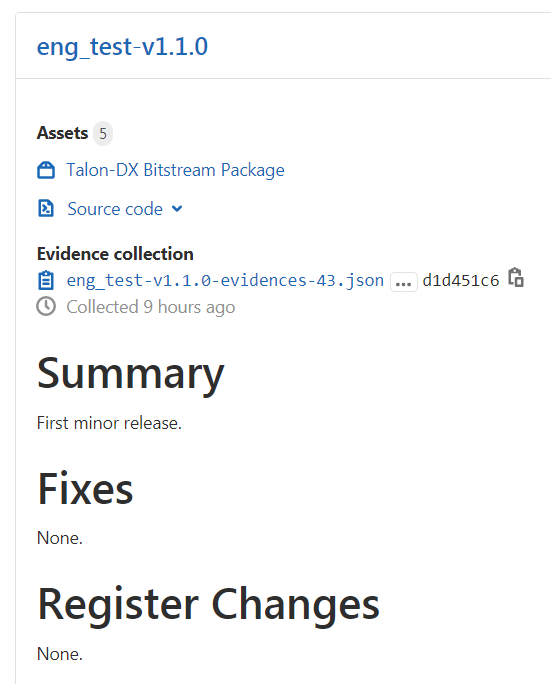 eng_test-v1.1.0
Assets 5
Talon-DX Bitstream Package
Source code
Evidence collection
eng_test-v1.1.0-evidences-43.json ... d1d451c6
Collected 9 hours ago
Summary
First minor release.
Fixes
None.
Register Changes
None.